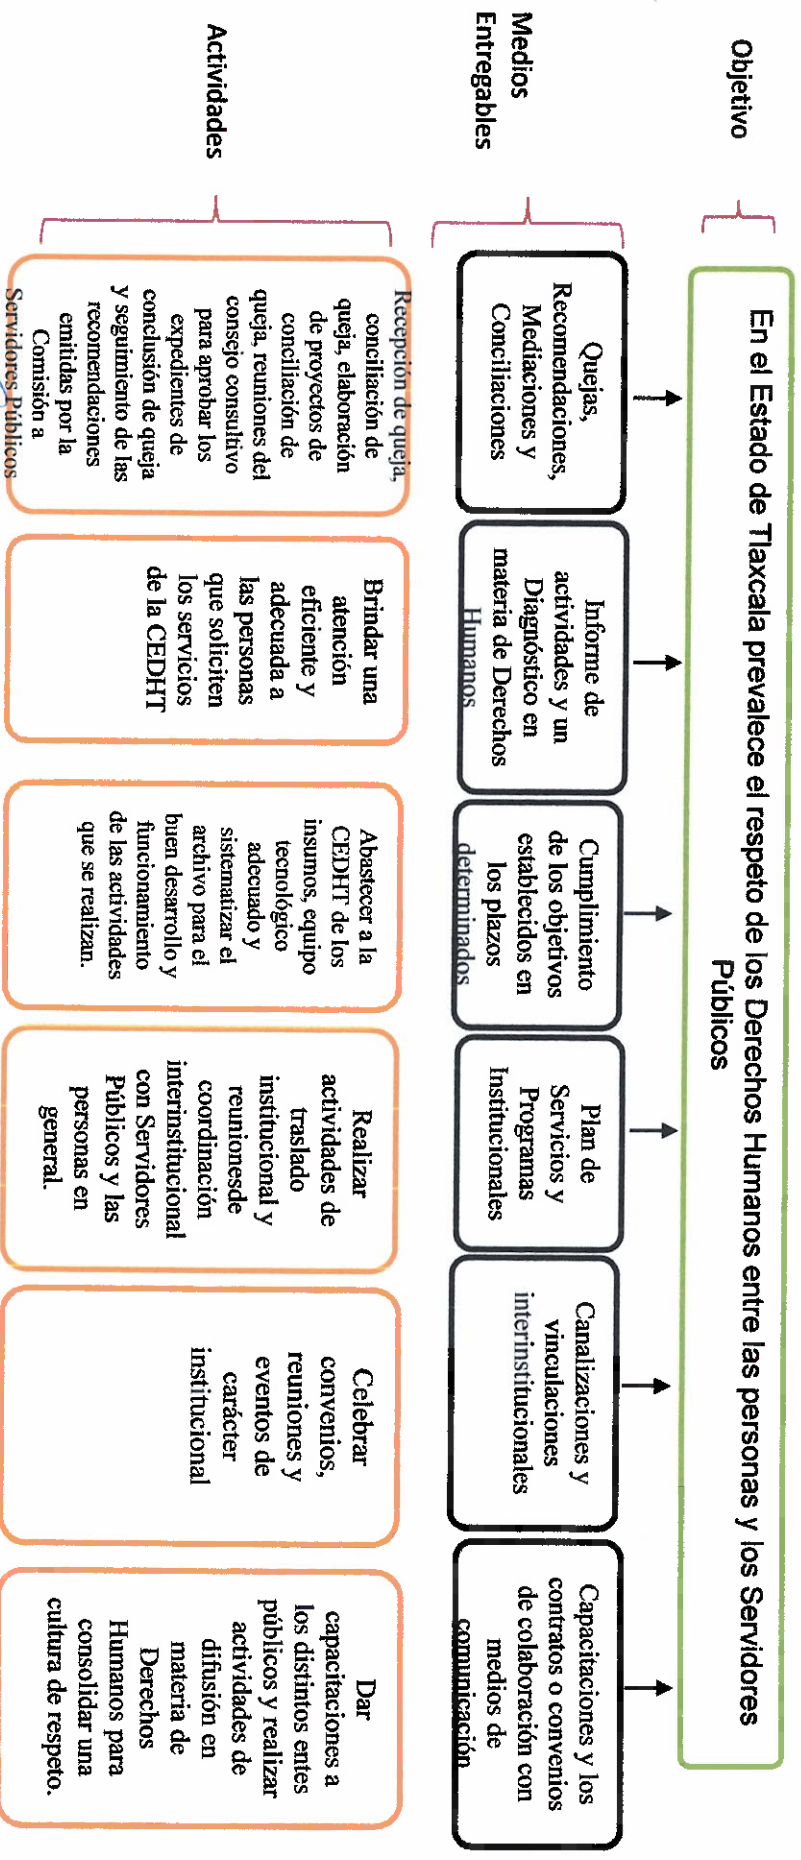 Objetivo
En el Estado de Tlaxcala prevalece el respeto de los Derechos Humanos entre las personas y los Servidores
Públicos
Medios
Entregables
Quejas,
Recomendaciones,
Mediaciones y
Conciliaciones
Informe de
actividades y un
Diagnóstico en
materia de Derechos
Humanos
Cumplimiento
de los objetivos
establecidos en
los plazos
determinados
Plan de
Servicios y
Programas
Institucionales
Canalizaciones y
vinculaciones
interinstitucionales
Capacitaciones y los
contratos o convenios
de colaboración con
medios de
comunicación
Actividades
Recepción de queja,
conciliación de
queja, elaboración
de proyectos de
conciliación de
queja, reuniones del
consejo consultivo
para aprobar los
expedientes de
conclusión de queja
y seguimiento de las
recomendaciones
emitidas por la
Comisión a
Servidores Públicos
Brindar una
atención
eficiente y
adecuada a
las personas
que soliciten
los servicios
de la CEDHT
Abastecer a la
CEDHT de los
insumos, equipo
tecnológico
adecuado y
sistematizar el
archivo para el
buen desarrollo y
funcionamiento
de las actividades
que se realizan.
Realizar
actividades de
traslado
institucional y
reunionesde
coordinación
interinstitucional
con Servidores
Públicos y las
personas en
general.
Celebrar
convenios,
reuniones y
eventos de
carácter
institucional
Dar
capacitaciones a
los distintos entes
públicos y realizar
actividades de
difusión en
materia de
Derechos
Humanos para
consolidar una
cultura de respeto.